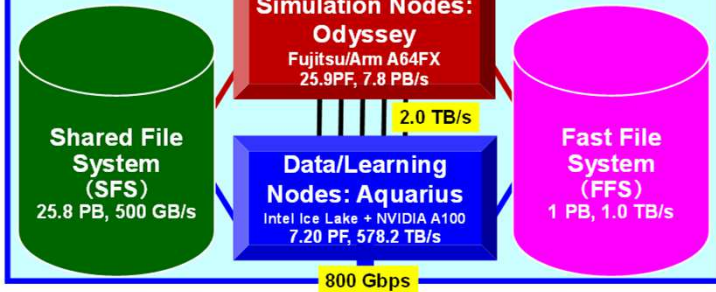 Simulation Nodes:
Odyssey
Fujitsu/Arm A64FX
25.9PF, 7.8 PB/s
2.0 TB/s
Shared File
System
（SFS）
25.8 PB, 500 GB/s
Data/Learning
Nodes: Aquarius
Intel Ice Lake + NVIDIA A100
7.20 PF, 578.2 TB/s
Fast File
System
（FFS）
1 PB, 1.0 TB/s
800 Gbps